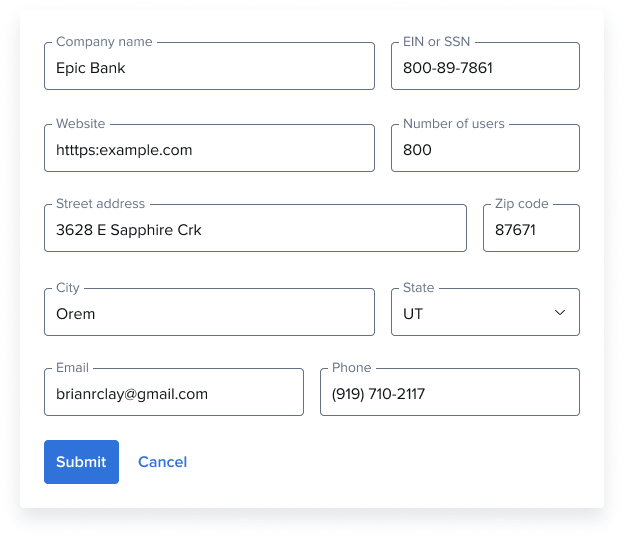 Company name EIN or SSN
Epic Bank 800-89-7861
Website Number of users
htttps:example.com 800
Street address Zip code
3628 E Sapphire Crk 87671
City State
Orem UT
Email Phone
brianrclay@gmail.com (919) 710-2117
Submit Cancel